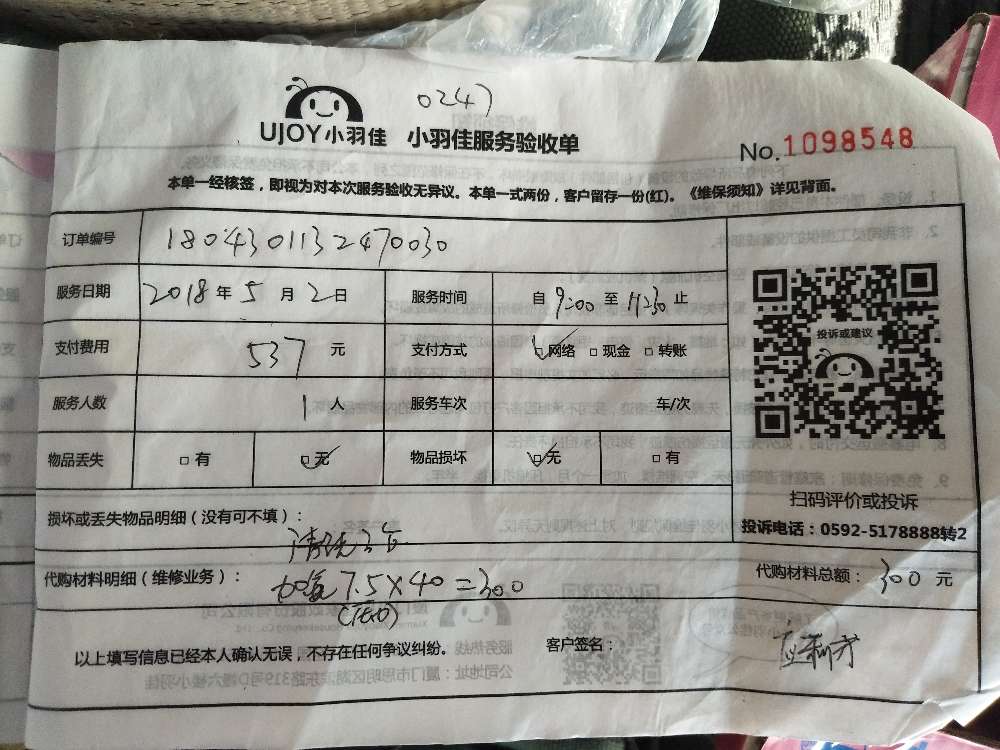 0247
UJOY小羽佳 小羽佳服务验收单
No.1098548
本单一经核签，即视为对本次服务验收无异议。本单一式两份，客户留存一份(红)。《维保须知》详见背面。
订单编号 1804301132470030
服务日期 2018年5月2日 服务时间 自9:00至11:30止
投诉或建议
支付费用 537元 支付方式 网络 现金 转账
服务人数 1人 服务车次 车/次
物品丢失 有 无 物品损坏 无 有
扫码评价或投诉
损坏或丢失物品明细（没有可不填）：
投诉电话：0592-5178888转2
代购材料明细（维修业务）： 加氟7.5×40=300 代购材料总额：300元
以上填写信息已经本人确认无误，不存在任何争议纠纷。 客户签名：